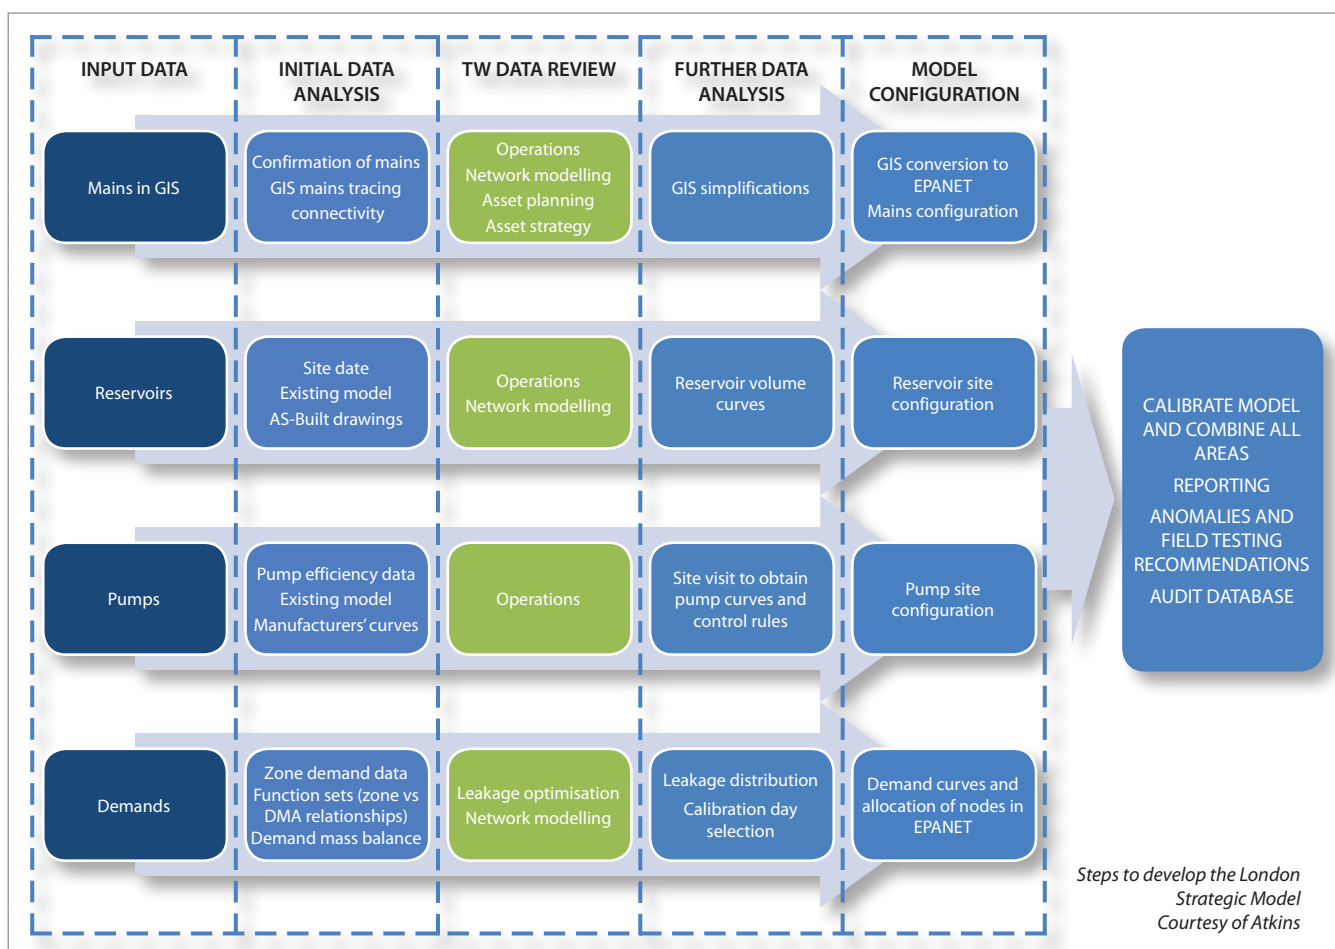 INPUT DATA
INITIAL DATA
ANALYSIS
TW DATA REVIEW
FURTHER DATA
ANALYSIS
MODEL
CONFIGURATION
Mains in GIS
Confirmation of mains
GIS mains tracing
connectivity
Operations
Network modelling
Asset planning
Asset strategy
GIS simplifications
GIS conversion to
EPANET
Mains configuration
Reservoirs
Site date
Existing model
AS-Built drawings
Operations
Network modelling
Reservoir volume
curves
Reservoir site
configuration
Pumps
Pump efficiency data
Existing model
Manufacturers' curves
Operations
Site visit to obtain
pump curves and
control rules
Pump site
configuration
Demands
Zone demand data
Function sets (zone vs
DMA relationships)
Demand mass balance
Leakage optimisation
Network modelling
Leakage distribution
Calibration day
selection
Demand curves and
allocation of nodes in
EPANET
CALIBRATE MODEL
AND COMBINE ALL
AREAS
REPORTING
ANOMALIES AND
FIELD TESTING
RECOMMENDATIONS
AUDIT DATABASE
Steps to develop the London
Strategic Model
Courtesy of Atkins